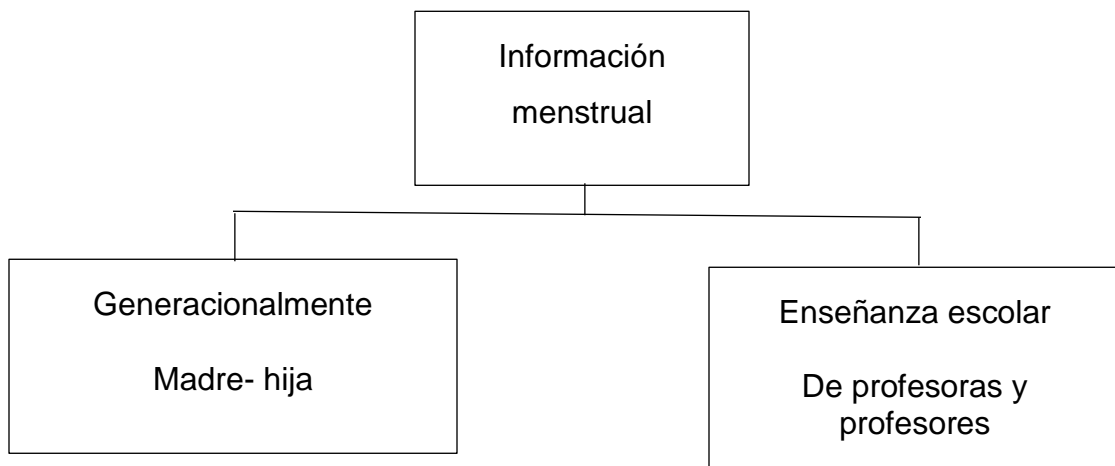 Información
menstrual
Generacionalmente
Madre- hija
Enseñanza escolar
De profesoras y
profesores